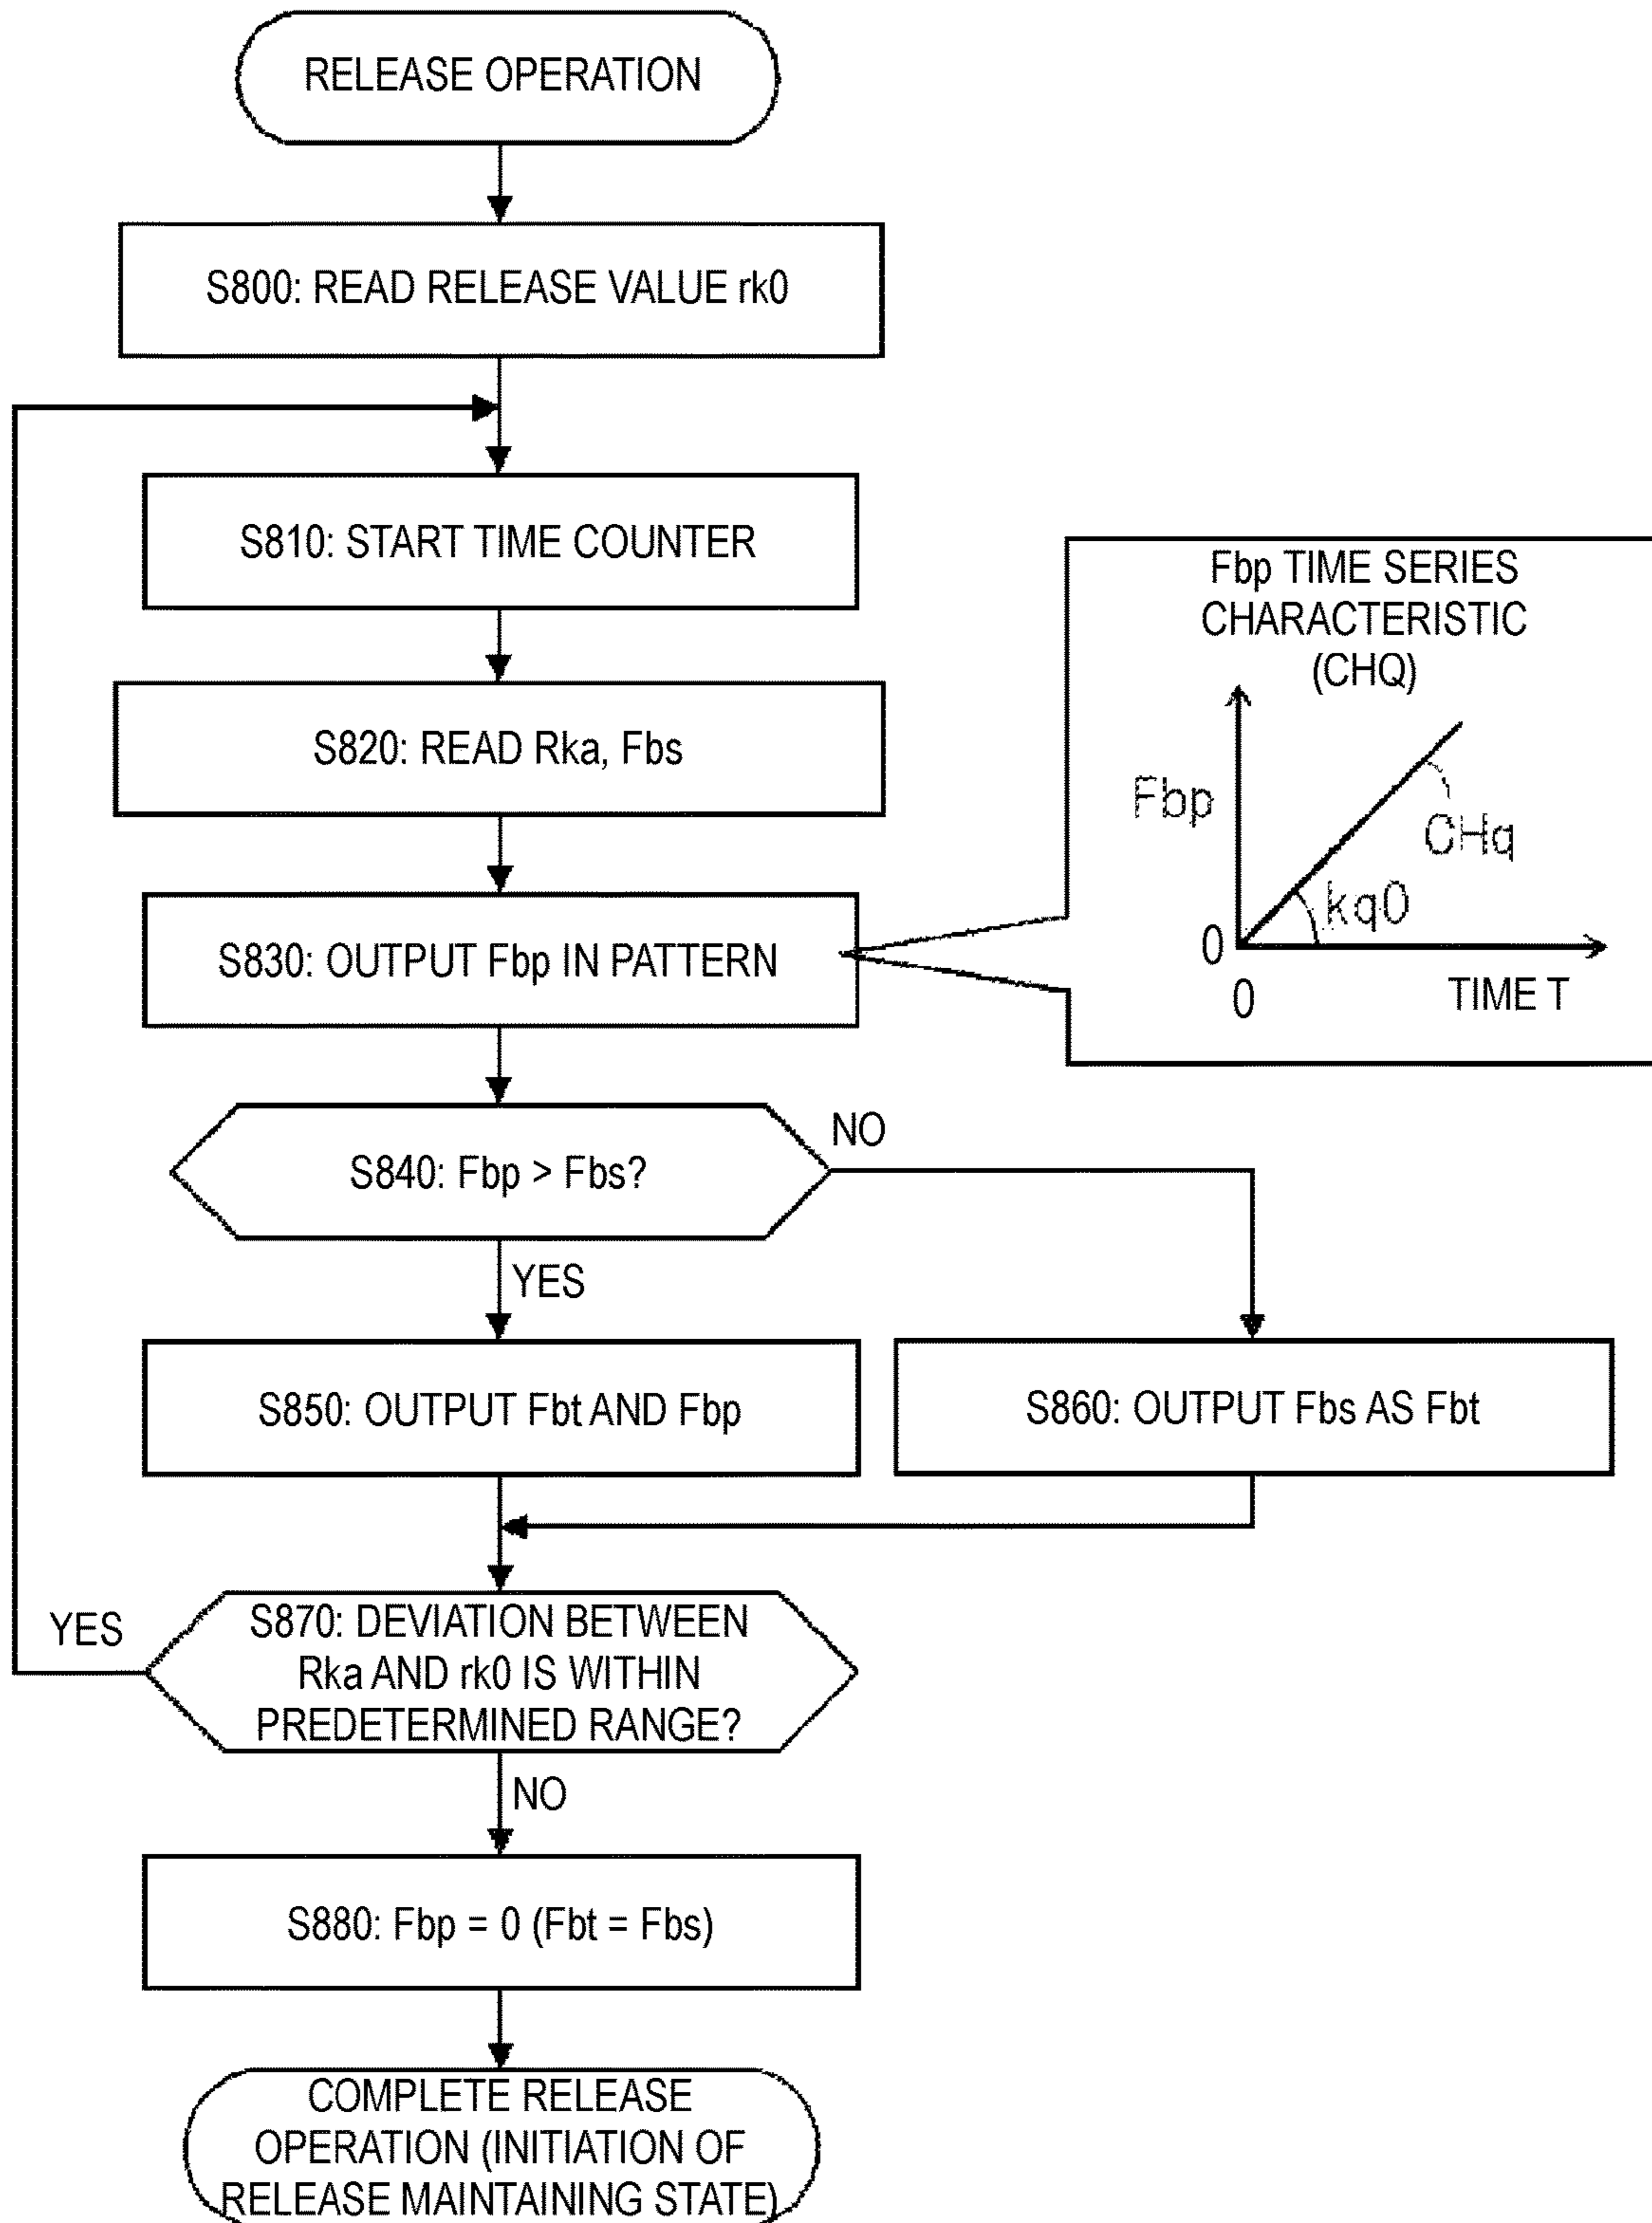 RELEASE OPERATION
S800: READ RELEASE VALUE rk0
S810: START TIME COUNTER
S820: READ Rka, Fbs
S830: OUTPUT Fbp IN PATTERN
Fbp TIME SERIES
CHARACTERISTIC
(CHQ)
Fbp
CHq
kq0
0
0
TIME T
S840: Fbp > Fbs?
NO
YES
S850: OUTPUT Fbt AND Fbp
S860: OUTPUT Fbs AS Fbt
YES
S870: DEVIATION BETWEEN
Rka AND rk0 IS WITHIN
PREDETERMINED RANGE?
NO
S880: Fbp = 0 (Fbt = Fbs)
COMPLETE RELEASE
OPERATION (INITIATION OF
RELEASE MAINTAINING STATE)